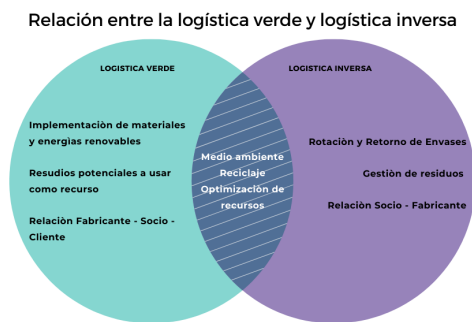 Relación entre la logística verde y logística inversa
LOGISTICA VERDE
Implementaciòn de materiales
y energìas renovables
Resudios potenciales a usar
como recurso
Relaciòn Fabricante - Socio -
Cliente
Medio ambiente
Reciclaje
Optimizaciòn de
recursos
LOGISTICA INVERSA
Rotaciòn y Retorno de Envases
Gestiòn de residuos
Relaciòn Socio - Fabricante